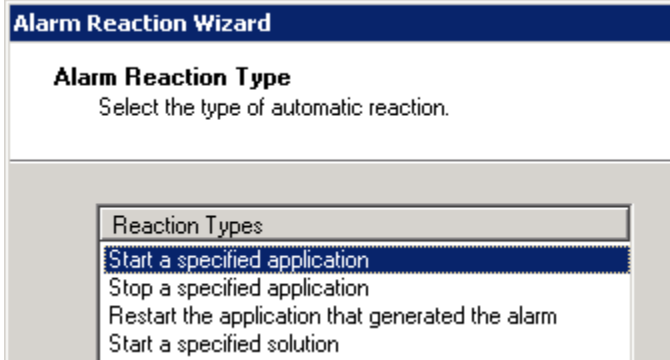 Alarm Reaction Wizard
Alarm Reaction Type
Select the type of automatic reaction.
Reaction Types
Start a specified application
Stop a specified application
Restart the application that generated the alarm
Start a specified solution